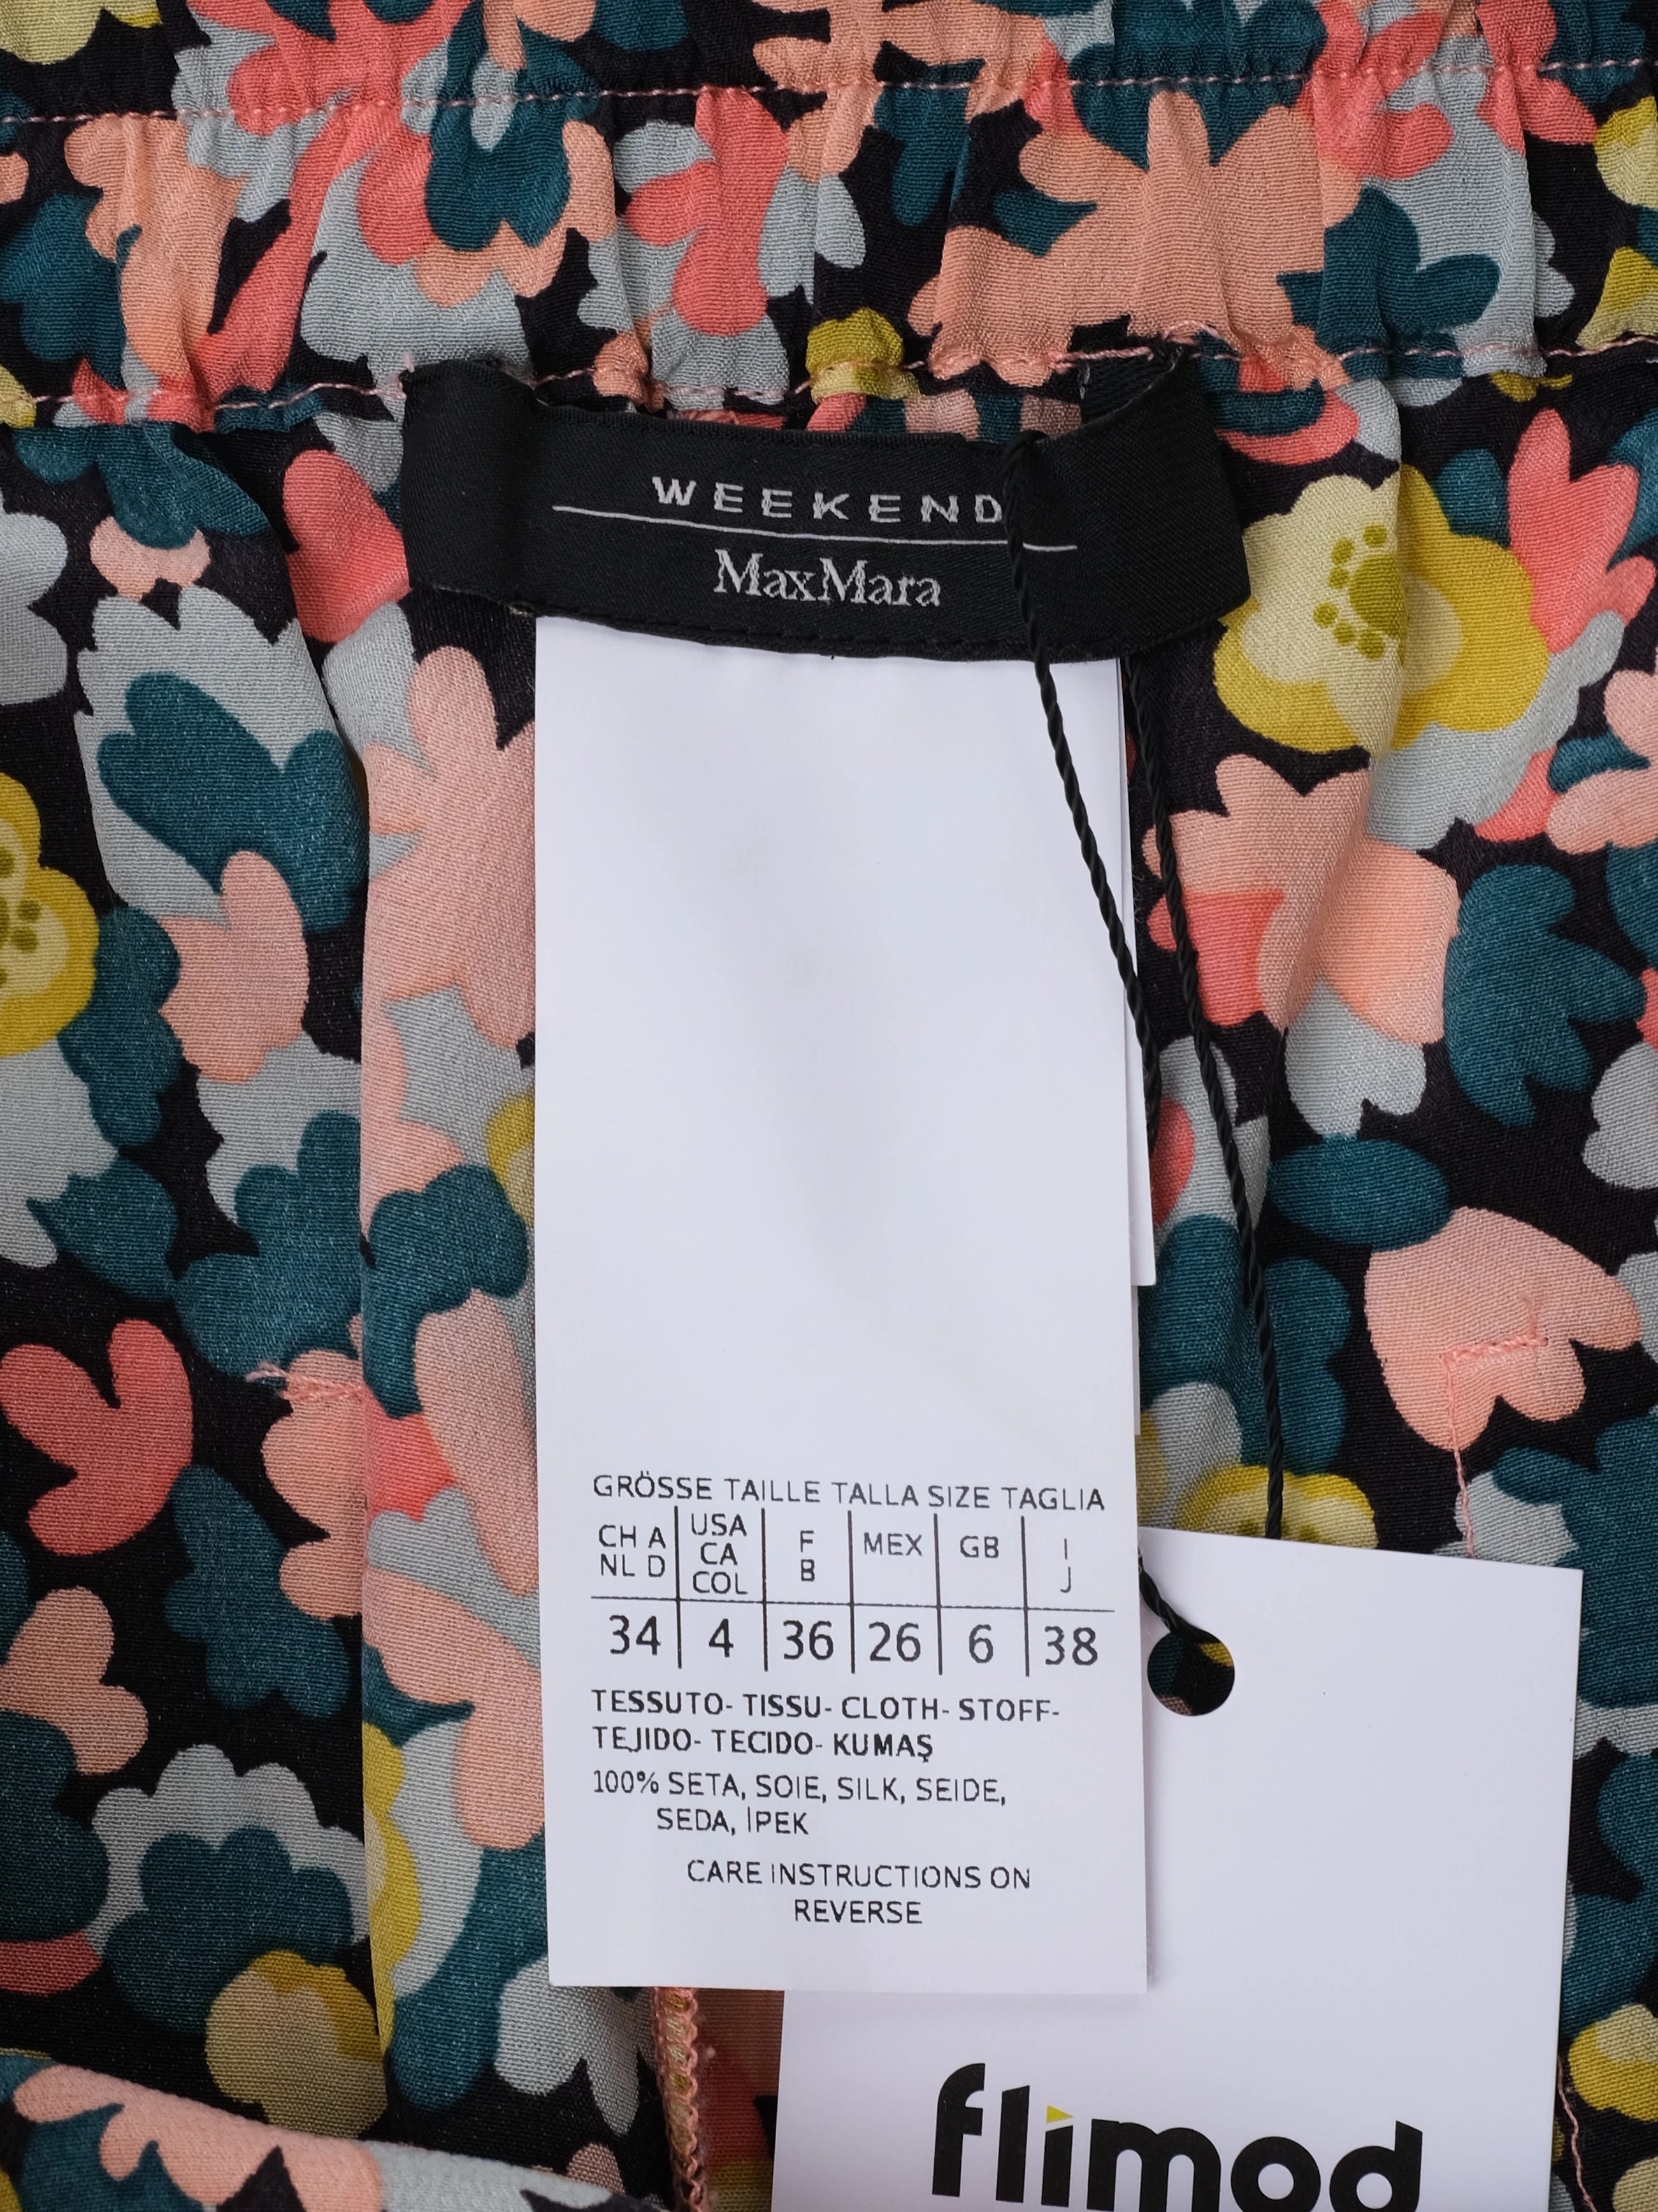 WEEKEND
MaxMara
GRÖSSE TAILLE TALLA SIZE TAGLIA
CH A NL D USA CA COL F B MEX GB I J
34 4 36 26 6 38
TESSUTO- TISSU- CLOTH- STOFF-
TEJIDO- TECIDO- KUMAŞ
100% SETA, SOIE, SILK, SEIDE,
SEDA, İPEK
CARE INSTRUCTIONS ON
REVERSE
flimod